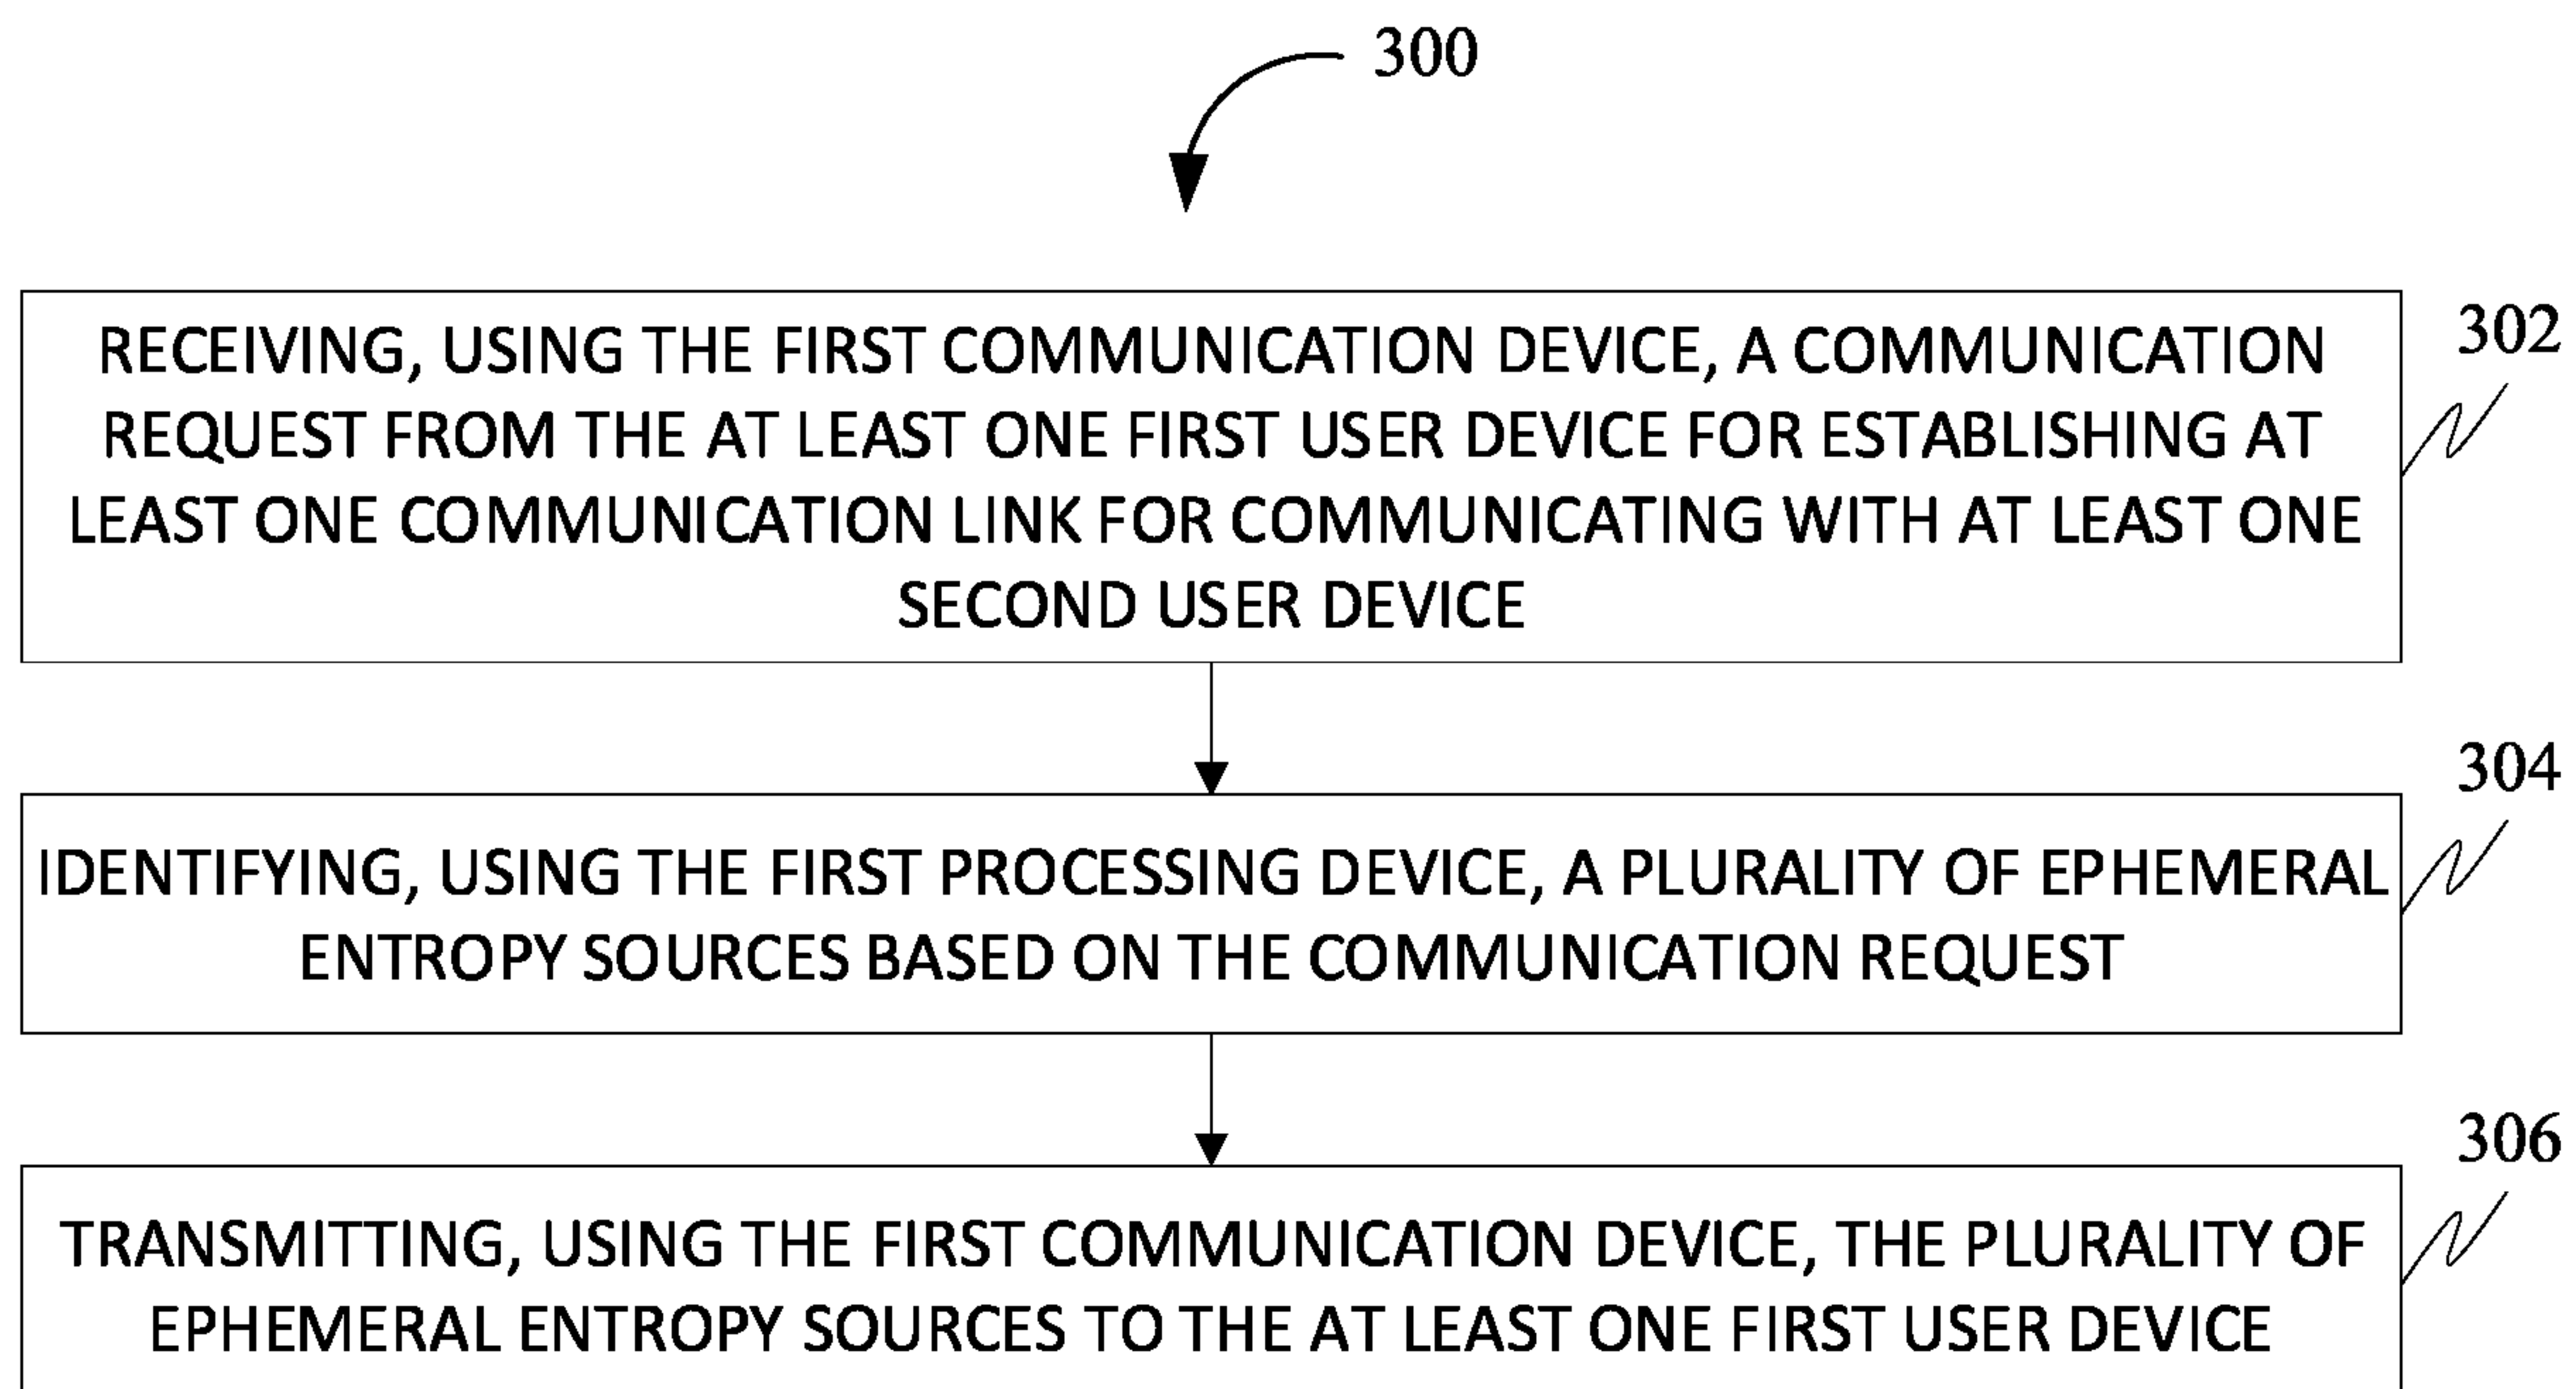 300
302
RECEIVING, USING THE FIRST COMMUNICATION DEVICE, A COMMUNICATION
REQUEST FROM THE AT LEAST ONE FIRST USER DEVICE FOR ESTABLISHING AT
LEAST ONE COMMUNICATION LINK FOR COMMUNICATING WITH AT LEAST ONE
SECOND USER DEVICE
304
IDENTIFYING, USING THE FIRST PROCESSING DEVICE, A PLURALITY OF EPHEMERAL
ENTROPY SOURCES BASED ON THE COMMUNICATION REQUEST
306
TRANSMITTING, USING THE FIRST COMMUNICATION DEVICE, THE PLURALITY OF
EPHEMERAL ENTROPY SOURCES TO THE AT LEAST ONE FIRST USER DEVICE